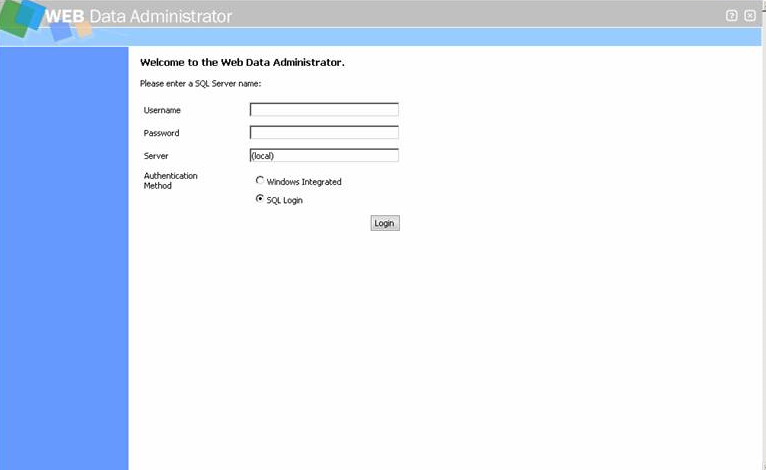 WEB Data Administrator
Welcome to the Web Data Administrator.
Please enter a SQL Server name:
Username
Password
Server (local)
Authentication
Method
Windows Integrated
SQL Login
Login